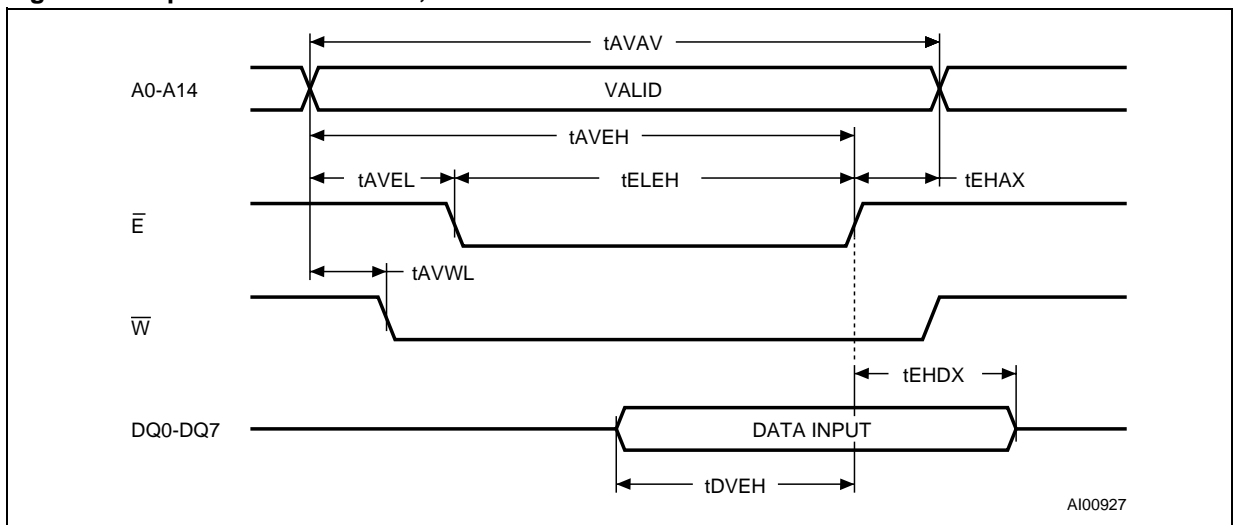 tAVAV
A0-A14
VALID
tAVEH
tAVEL
tELEH
tEHAX
E̅
tAVWL
W̅
tEHDX
DQ0-DQ7
DATA INPUT
tDVEH
AI00927